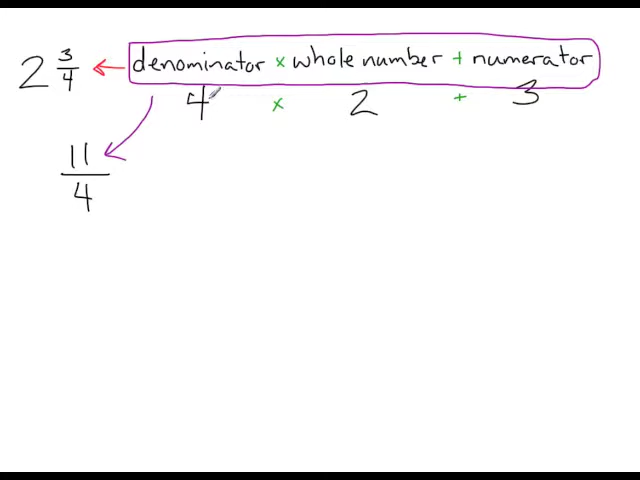 2 3/4 ← denominator x whole number + numerator
4 x 2 + 3
11/4